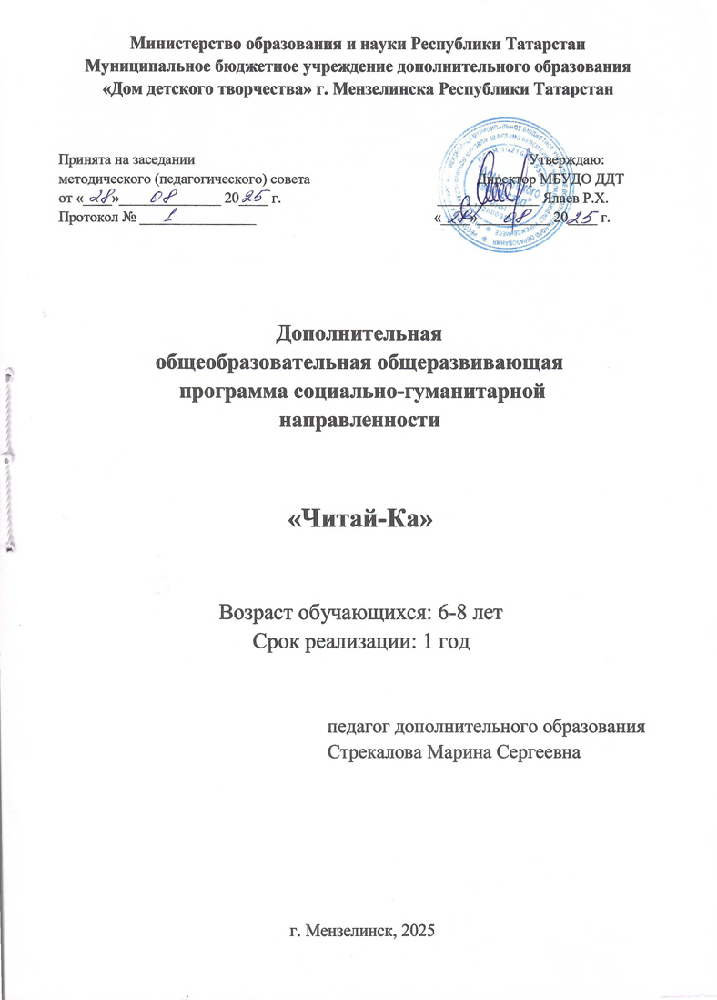 Министерство образования и науки Республики Татарстан
Муниципальное бюджетное учреждение дополнительного образования
«Дом детского творчества» г. Мензелинска Республики Татарстан
Принята на заседании
методического (педагогического) совета
от «28» 08 2025 г.
Протокол № 1
Утверждаю:
Директор МБУДО ДДТ
Ялаев Р.Х.
«28» 08 2025 г.
Дополнительная
общеобразовательная общеразвивающая
программа социально-гуманитарной
направленности
«Читай-Ка»
Возраст обучающихся: 6-8 лет
Срок реализации: 1 год
педагог дополнительного образования
Стрекалова Марина Сергеевна
г. Мензелинск, 2025